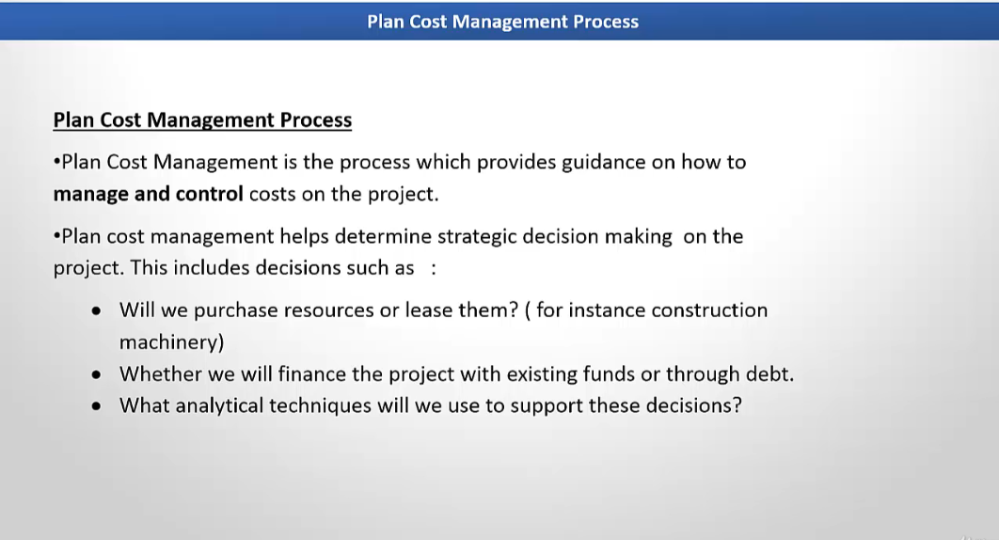 Plan Cost Management Process
Plan Cost Management Process
•Plan Cost Management is the process which provides guidance on how to
manage and control costs on the project.
•Plan cost management helps determine strategic decision making  on the
project. This includes decisions such as  :
• Will we purchase resources or lease them? ( for instance construction
machinery)
• Whether we will finance the project with existing funds or through debt.
• What analytical techniques will we use to support these decisions?